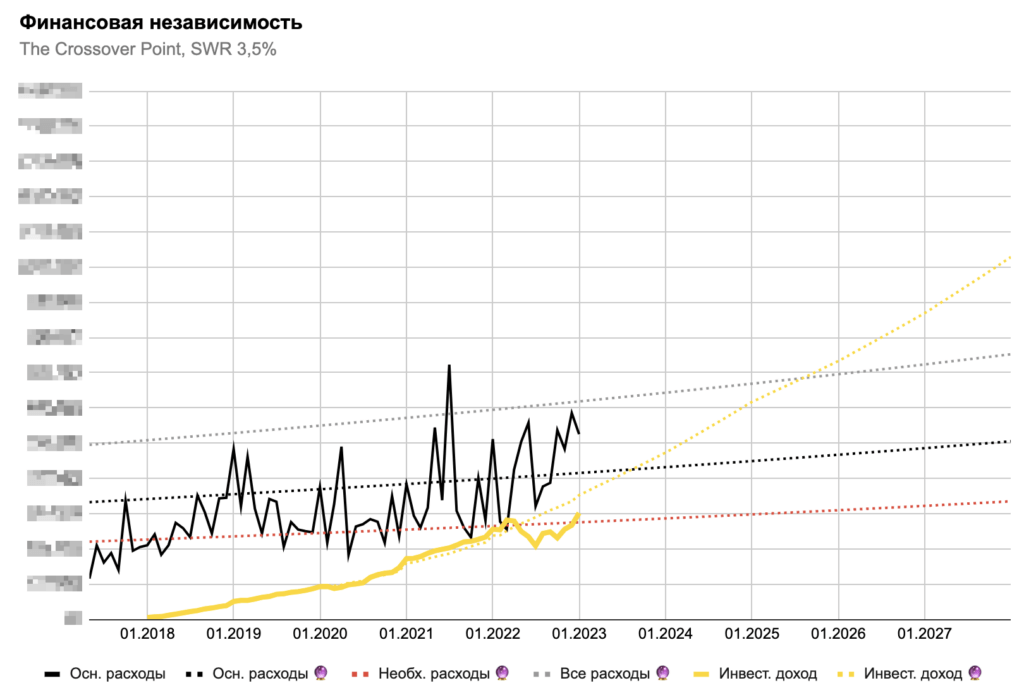 Финансовая независимость
The Crossover Point, SWR 3,5%
01.2018 01.2019 01.2020 01.2021 01.2022 01.2023 01.2024 01.2025 01.2026 01.2027
Осн. расходы Осн. расходы 🔮 Необх. расходы 🔮 Все расходы 🔮 Инвест. доход Инвест. доход 🔮